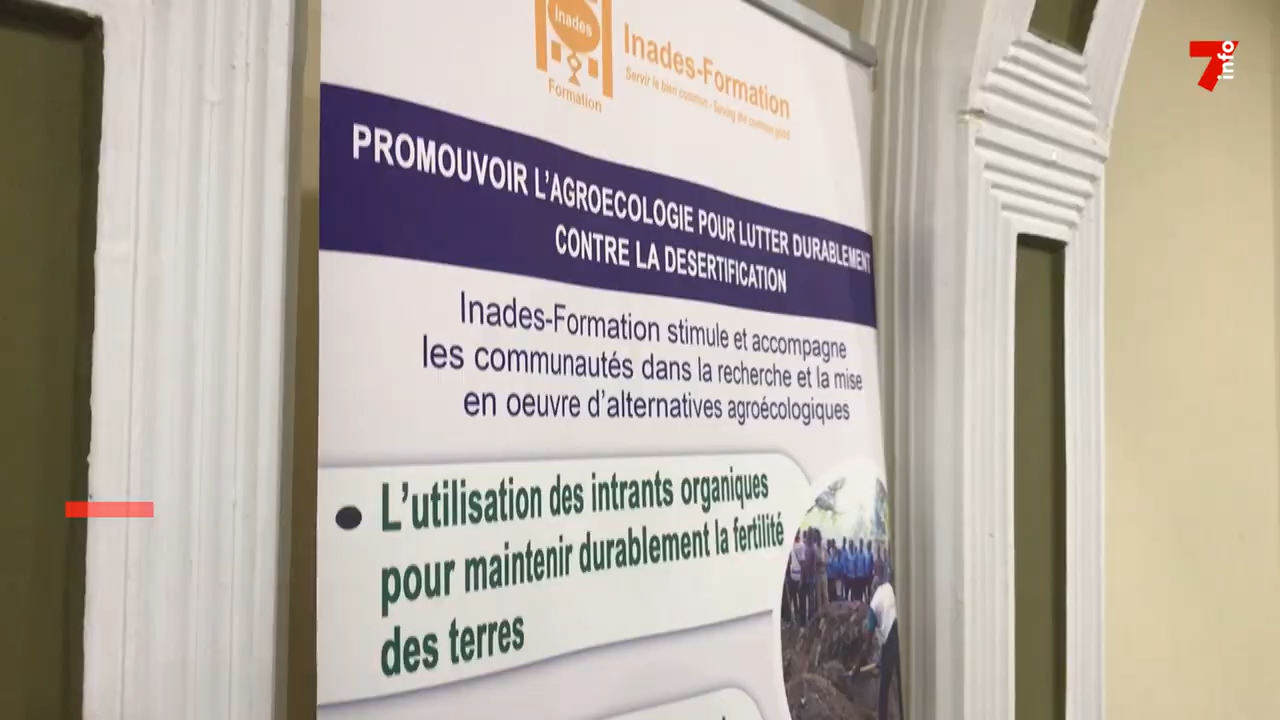 7info
Inades
Formation
Inades-Formation
Servir le bien commun - Serving the common good
PROMOUVOIR L'AGROECOLOGIE POUR LUTTER DURABLEMENT
CONTRE LA DESERTIFICATION
Inades-Formation stimule et accompagne
les communautés dans la recherche et la mise
en oeuvre d'alternatives agroécologiques
• L'utilisation des intrants organiques
pour maintenir durablement la fertilité
des terres